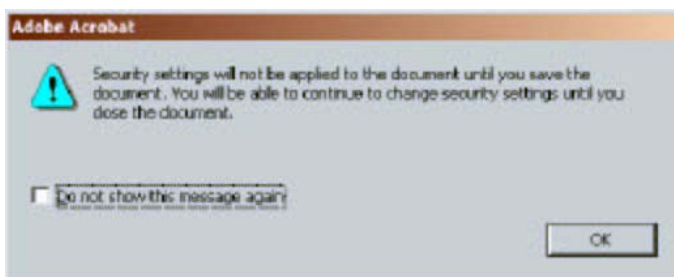 Adobe Acrobat
Security settings will not be applied to the document until you save the
document. You will be able to continue to change security settings until you
close the document.
Do not show this message again
OK